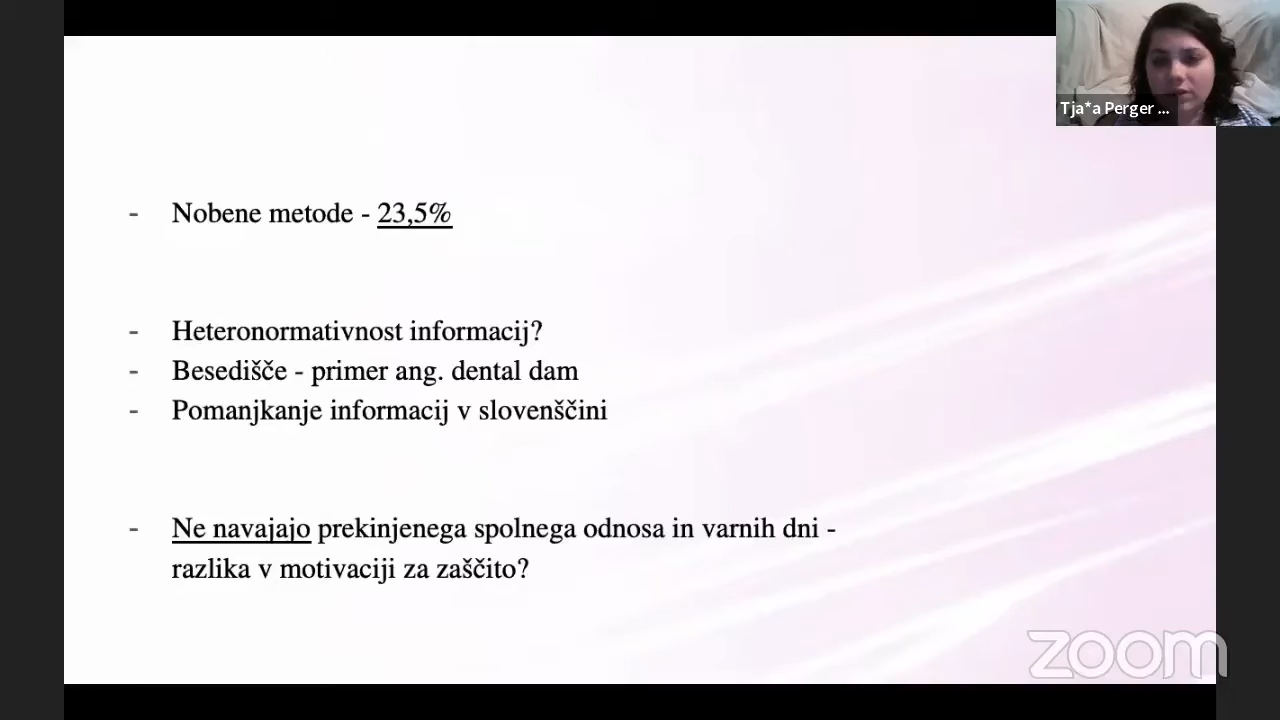 Tja*a Perger ...
- Nobene metode - 23,5%
- Heteronormativnost informacij?
- Besedišče - primer ang. dental dam
- Pomanjkanje informacij v slovenščini
- Ne navajajo prekinjenega spolnega odnosa in varnih dni -
razlika v motivaciji za zaščito?
zoom